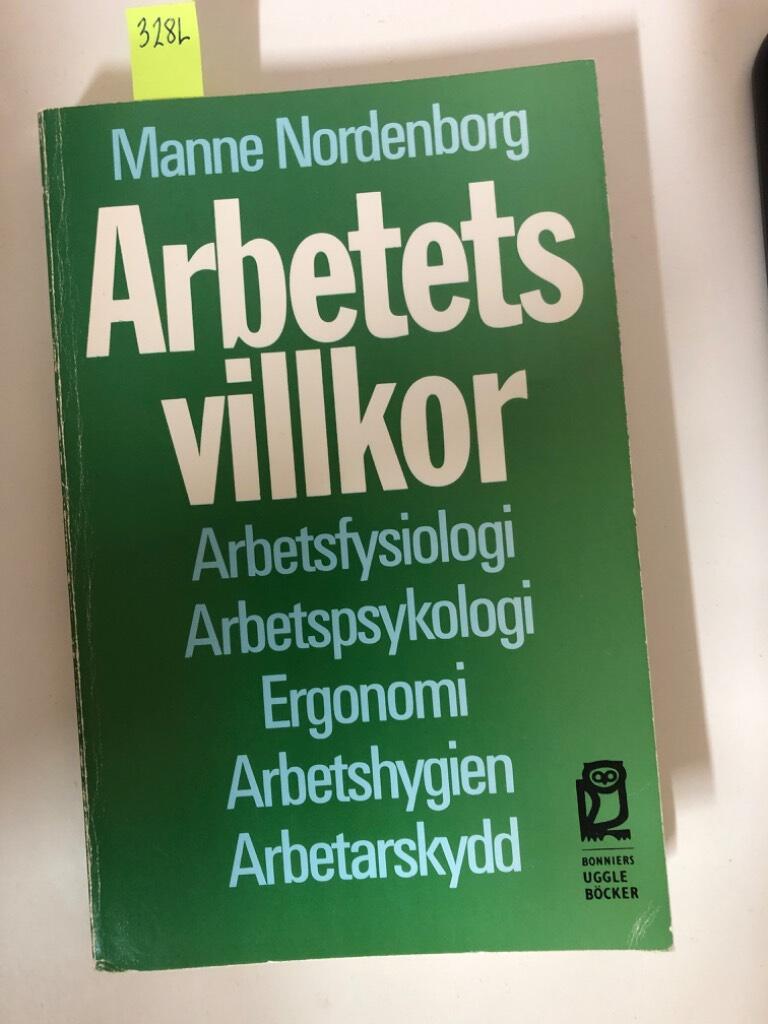 328L
Manne Nordenborg
Arbetets
villkor
Arbetsfysiologi
Arbetspsykologi
Ergonomi
Arbetshygien
Arbetarskydd
BONNIERS
UGGLE
BÖCKER